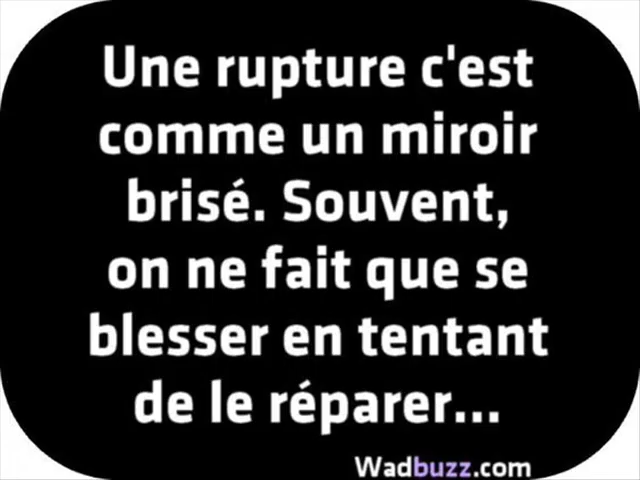 Une rupture c'est
comme un miroir
brisé. Souvent,
on ne fait que se
blesser en tentant
de le réparer...
Wadbuzz.com